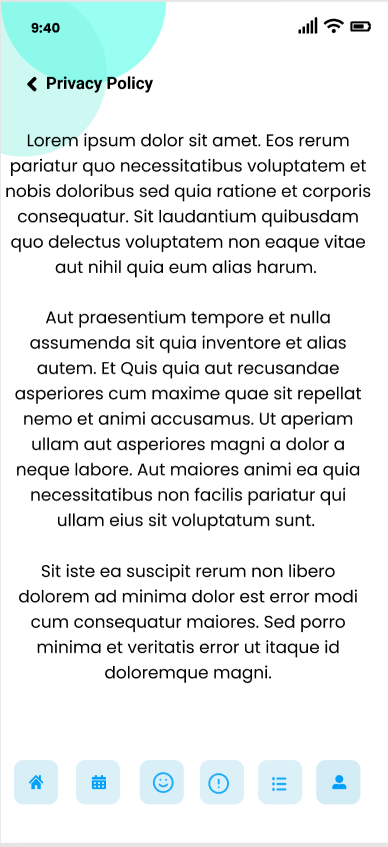 9:40
Privacy Policy
Lorem ipsum dolor sit amet. Eos rerum
pariatur quo necessitatibus voluptatem et
nobis doloribus sed quia ratione et corporis
consequatur. Sit laudantium quibusdam
quo delectus voluptatem non eaque vitae
aut nihil quia eum alias harum.
Aut praesentium tempore et nulla
assumenda sit quia inventore et alias
autem. Et Quis quia aut recusandae
asperiores cum maxime quae sit repellat
nemo et animi accusamus. Ut aperiam
ullam aut asperiores magni a dolor a
neque labore. Aut maiores animi ea quia
necessitatibus non facilis pariatur qui
ullam eius sit voluptatum sunt.
Sit iste ea suscipit rerum non libero
dolorem ad minima dolor est error modi
cum consequatur maiores. Sed porro
minima et veritatis error ut itaque id
doloremque magni.